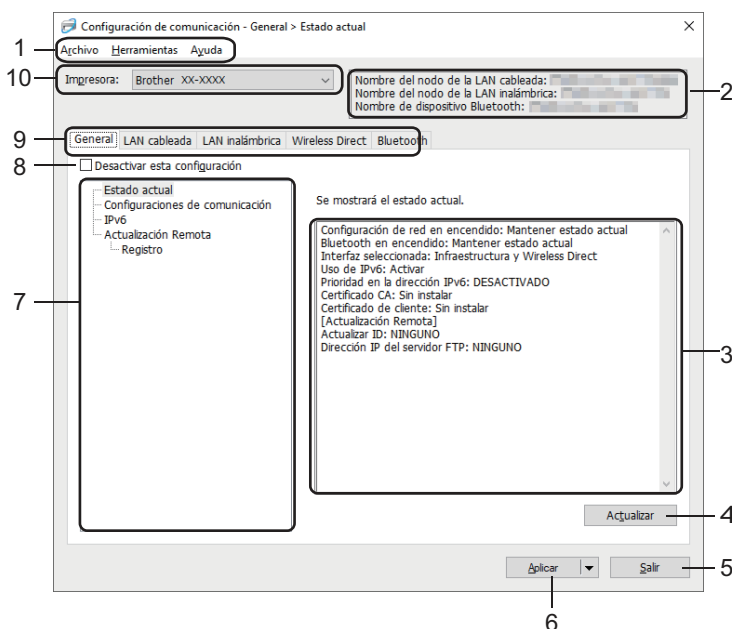 Configuración de comunicación - General > Estado actual
1
Archivo Herramientas Ayuda
10
Impresora: Brother XX-XXXX
Nombre del nodo de la LAN cableada:
Nombre del nodo de la LAN inalámbrica:
Nombre de dispositivo Bluetooth:
2
9
General LAN cableada LAN inalámbrica Wireless Direct Bluetooth
8
Desactivar esta configuración
Estado actual
Configuraciones de comunicación
IPv6
Actualización Remota
Registro
7
Se mostrará el estado actual.
Configuración de red en encendido: Mantener estado actual
Bluetooth en encendido: Mantener estado actual
Interfaz seleccionada: Infraestructura y Wireless Direct
Uso de IPv6: Activar
Prioridad en la dirección IPv6: DESACTIVADO
Certificado CA: Sin instalar
Certificado de cliente: Sin instalar
[Actualización Remota]
Actualizar ID: NINGUNO
Dirección IP del servidor FTP: NINGUNO
3
Actualizar
4
Aplicar
Salir
5
6